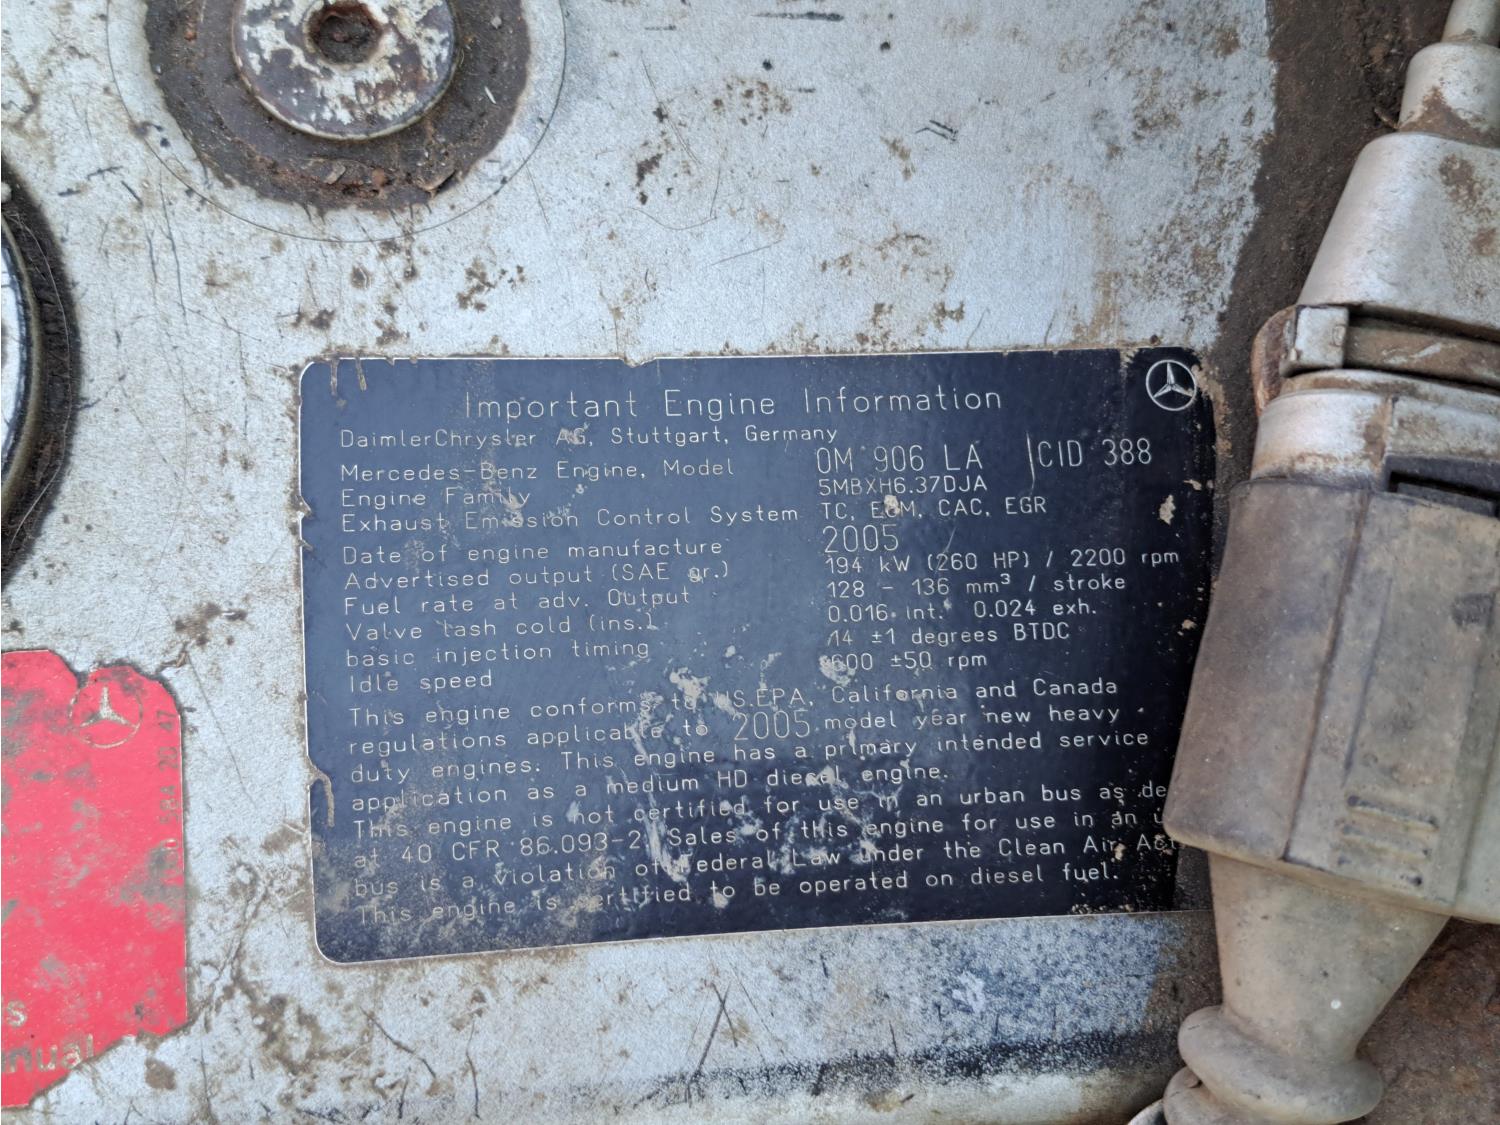 Important Engine Information
DaimlerChrysler AG, Stuttgart, Germany
Mercedes-Benz Engine, Model OM 906 LA CID 388
Engine Family 5MBXH6.37DJA
Exhaust Emission Control System TC, ECM, CAC, EGR
Date of engine manufacture 2005
Advertised output (SAE gr.) 194 kW (260 HP) / 2200 rpm
Fuel rate at adv. Output 128 - 136 mm³ / stroke
Valve lash cold (ins.) 0.016 int. 0.024 exh.
basic injection timing 14 ±1 degrees BTDC
Idle speed 600 ±50 rpm
This engine conforms to US.EPA, California and Canada
regulations applicable to 2005 model year new heavy
duty engines. This engine has a primary intended service
application as a medium HD diesel engine.
This engine is not certified for use in an urban bus as de
at 40 CFR 86.093-2. Sales of this engine for use in an u
bus is a violation of Federal Law under the Clean Air Act
This engine is certified to be operated on diesel fuel.
584 20 47
s
nual